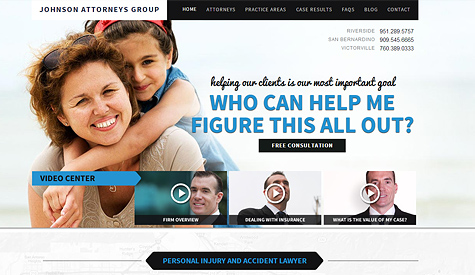 JOHNSON ATTORNEYS GROUP
HOME ATTORNEYS PRACTICE AREAS CASE RESULTS FAQS BLOG CONTACT
RIVERSIDE 951.289.5757
SAN BERNARDINO 909.545.6665
VICTORVILLE 760.389.0333
helping our clients is our most important goal
WHO CAN HELP ME
FIGURE THIS ALL OUT?
FREE CONSULTATION
VIDEO CENTER
FIRM OVERVIEW DEALING WITH INSURANCE WHAT IS THE VALUE OF MY CASE?
PERSONAL INJURY AND ACCIDENT LAWYER